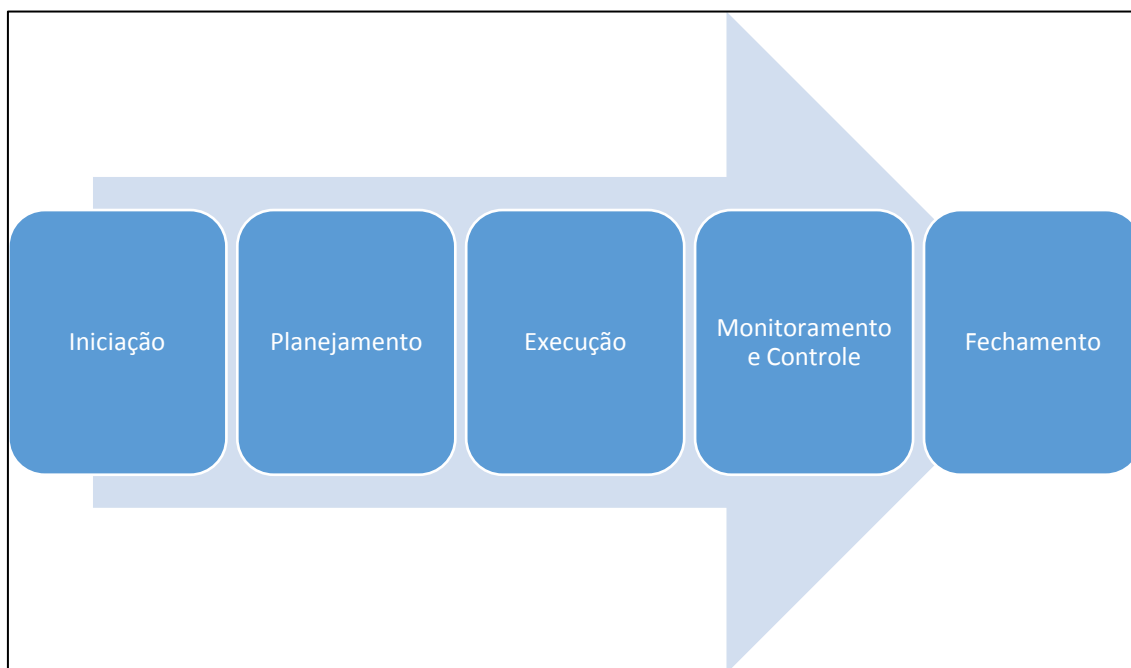 Iniciação
Planejamento
Execução
Monitoramento
e Controle
Fechamento